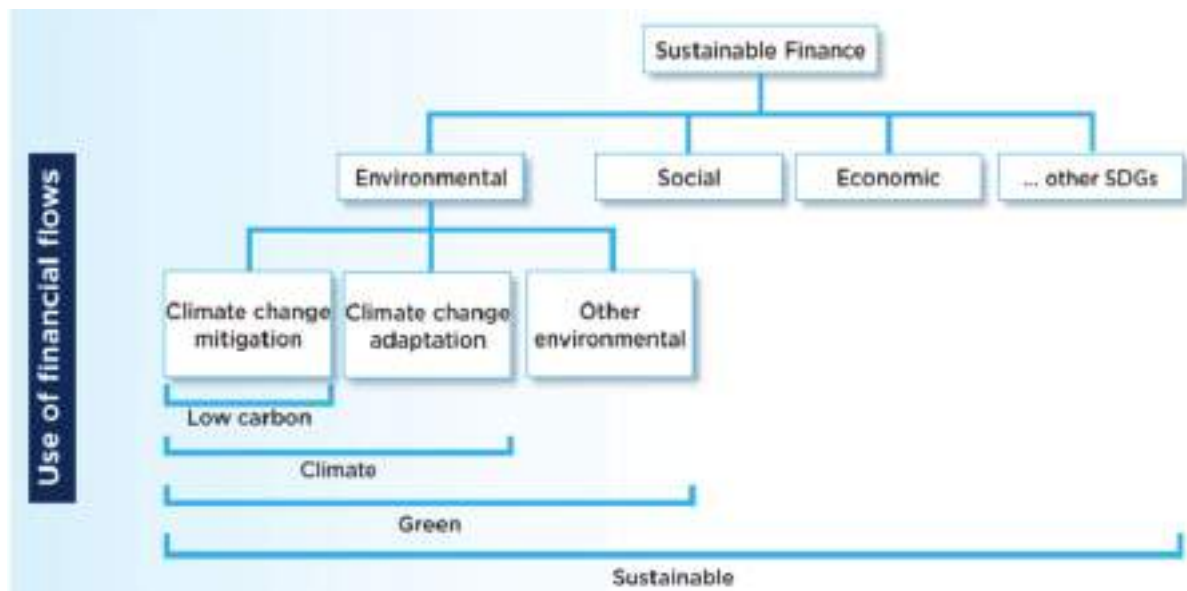 Sustainable Finance
Environmental
Social
Economic
... other SDGs
Use of financial flows
Climate change
mitigation
Climate change
adaptation
Other
environmental
Low carbon
Climate
Green
Sustainable